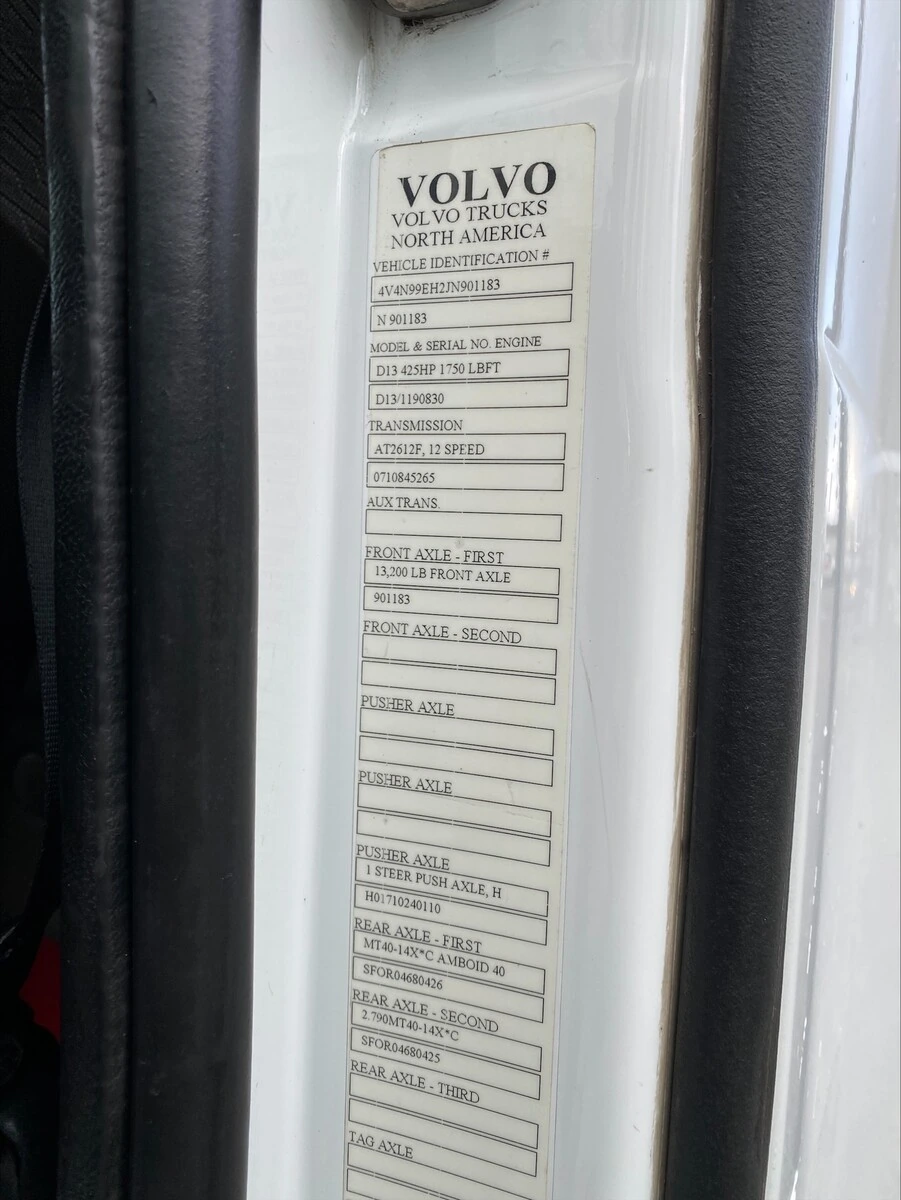 VOLVO
VOLVO TRUCKS
NORTH AMERICA
VEHICLE IDENTIFICATION #
4V4N99EH2JN901183
N 901183
MODEL & SERIAL NO. ENGINE
D13 425HP 1750 LBFT
D13/1190830
TRANSMISSION
AT2612F, 12 SPEED
0710845265
AUX TRANS.
FRONT AXLE - FIRST
13,200 LB FRONT AXLE
901183
FRONT AXLE - SECOND
PUSHER AXLE
PUSHER AXLE
PUSHER AXLE
1 STEER PUSH AXLE, H
H01710240110
REAR AXLE - FIRST
MT40-14X*C AMBOID 40
SFOR04680426
REAR AXLE - SECOND
2.790MT40-14X*C
SFOR04680425
REAR AXLE - THIRD
TAG AXLE